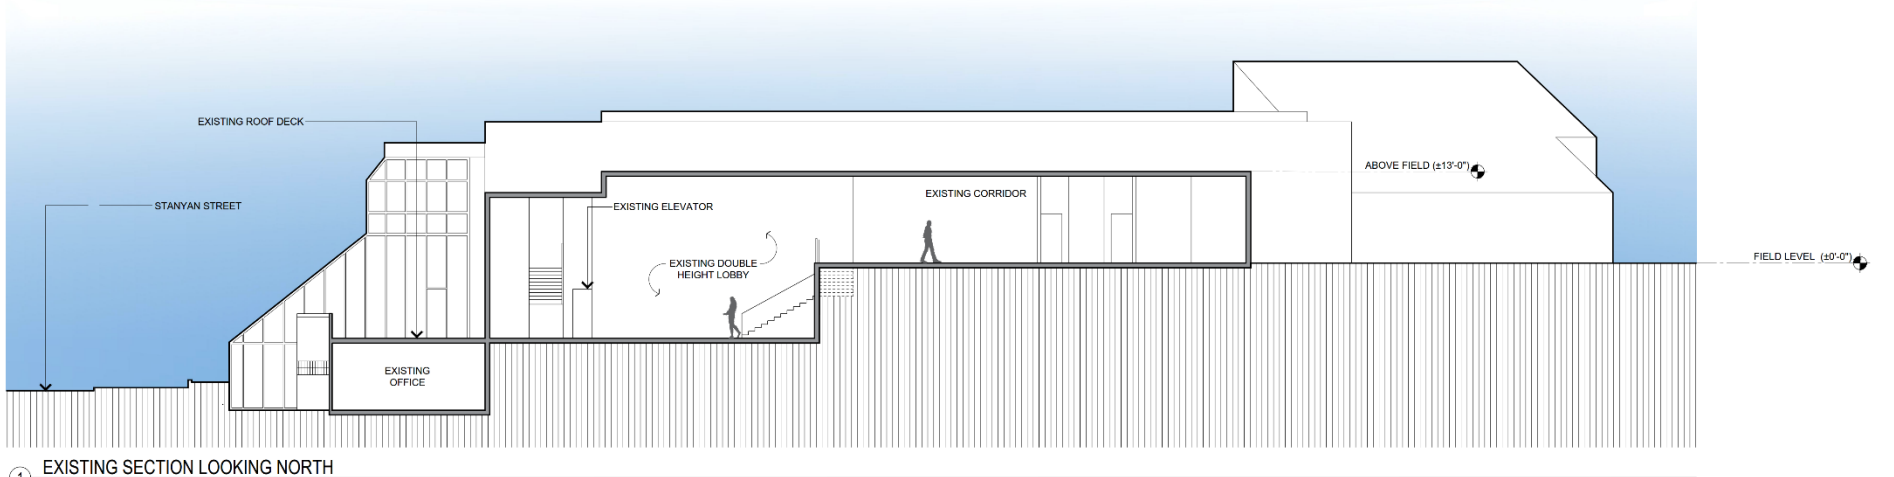 EXISTING ROOF DECK
STANYAN STREET
EXISTING ELEVATOR
EXISTING CORRIDOR
ABOVE FIELD (±13'-0")
EXISTING DOUBLE
HEIGHT LOBBY
FIELD LEVEL (±0'-0")
EXISTING
OFFICE
1
EXISTING SECTION LOOKING NORTH